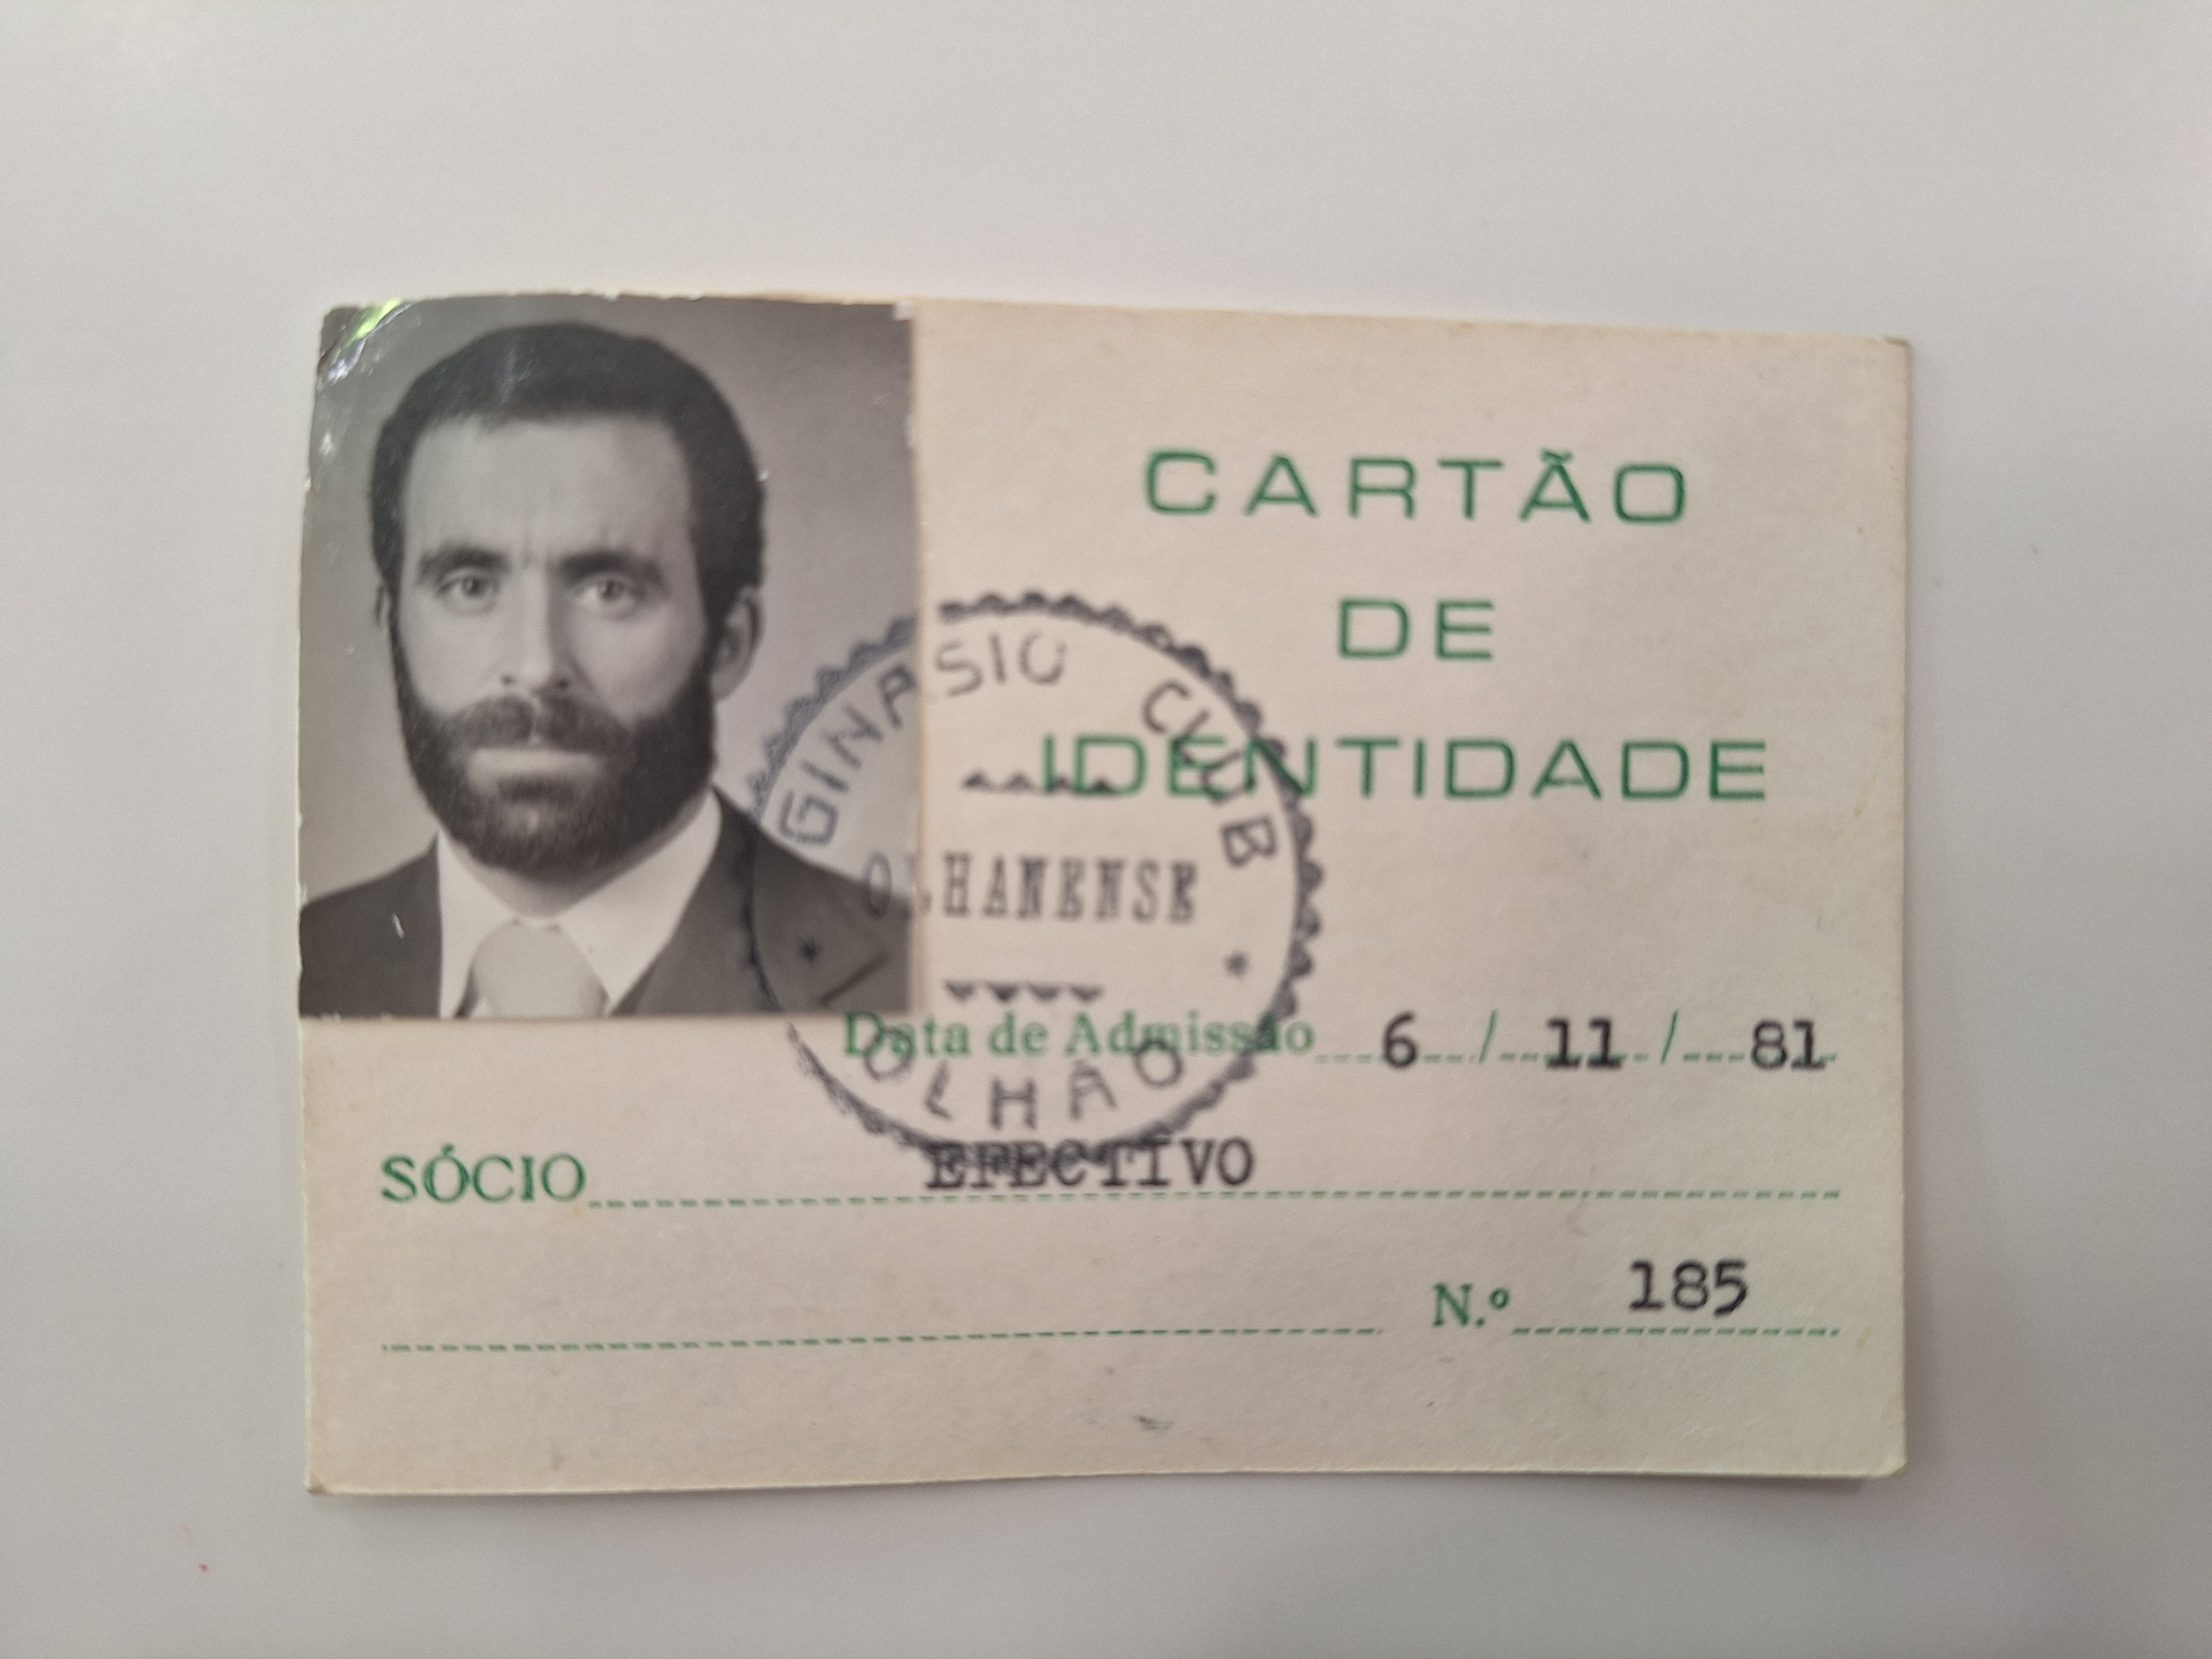 CARTÃO
DE
IDENTIDADE
GINASIO CLUB
OLHANENSE
OLHÃO
Data de Admissão 6 / 11 / 81
SÓCIO EFECTIVO
N.º 185